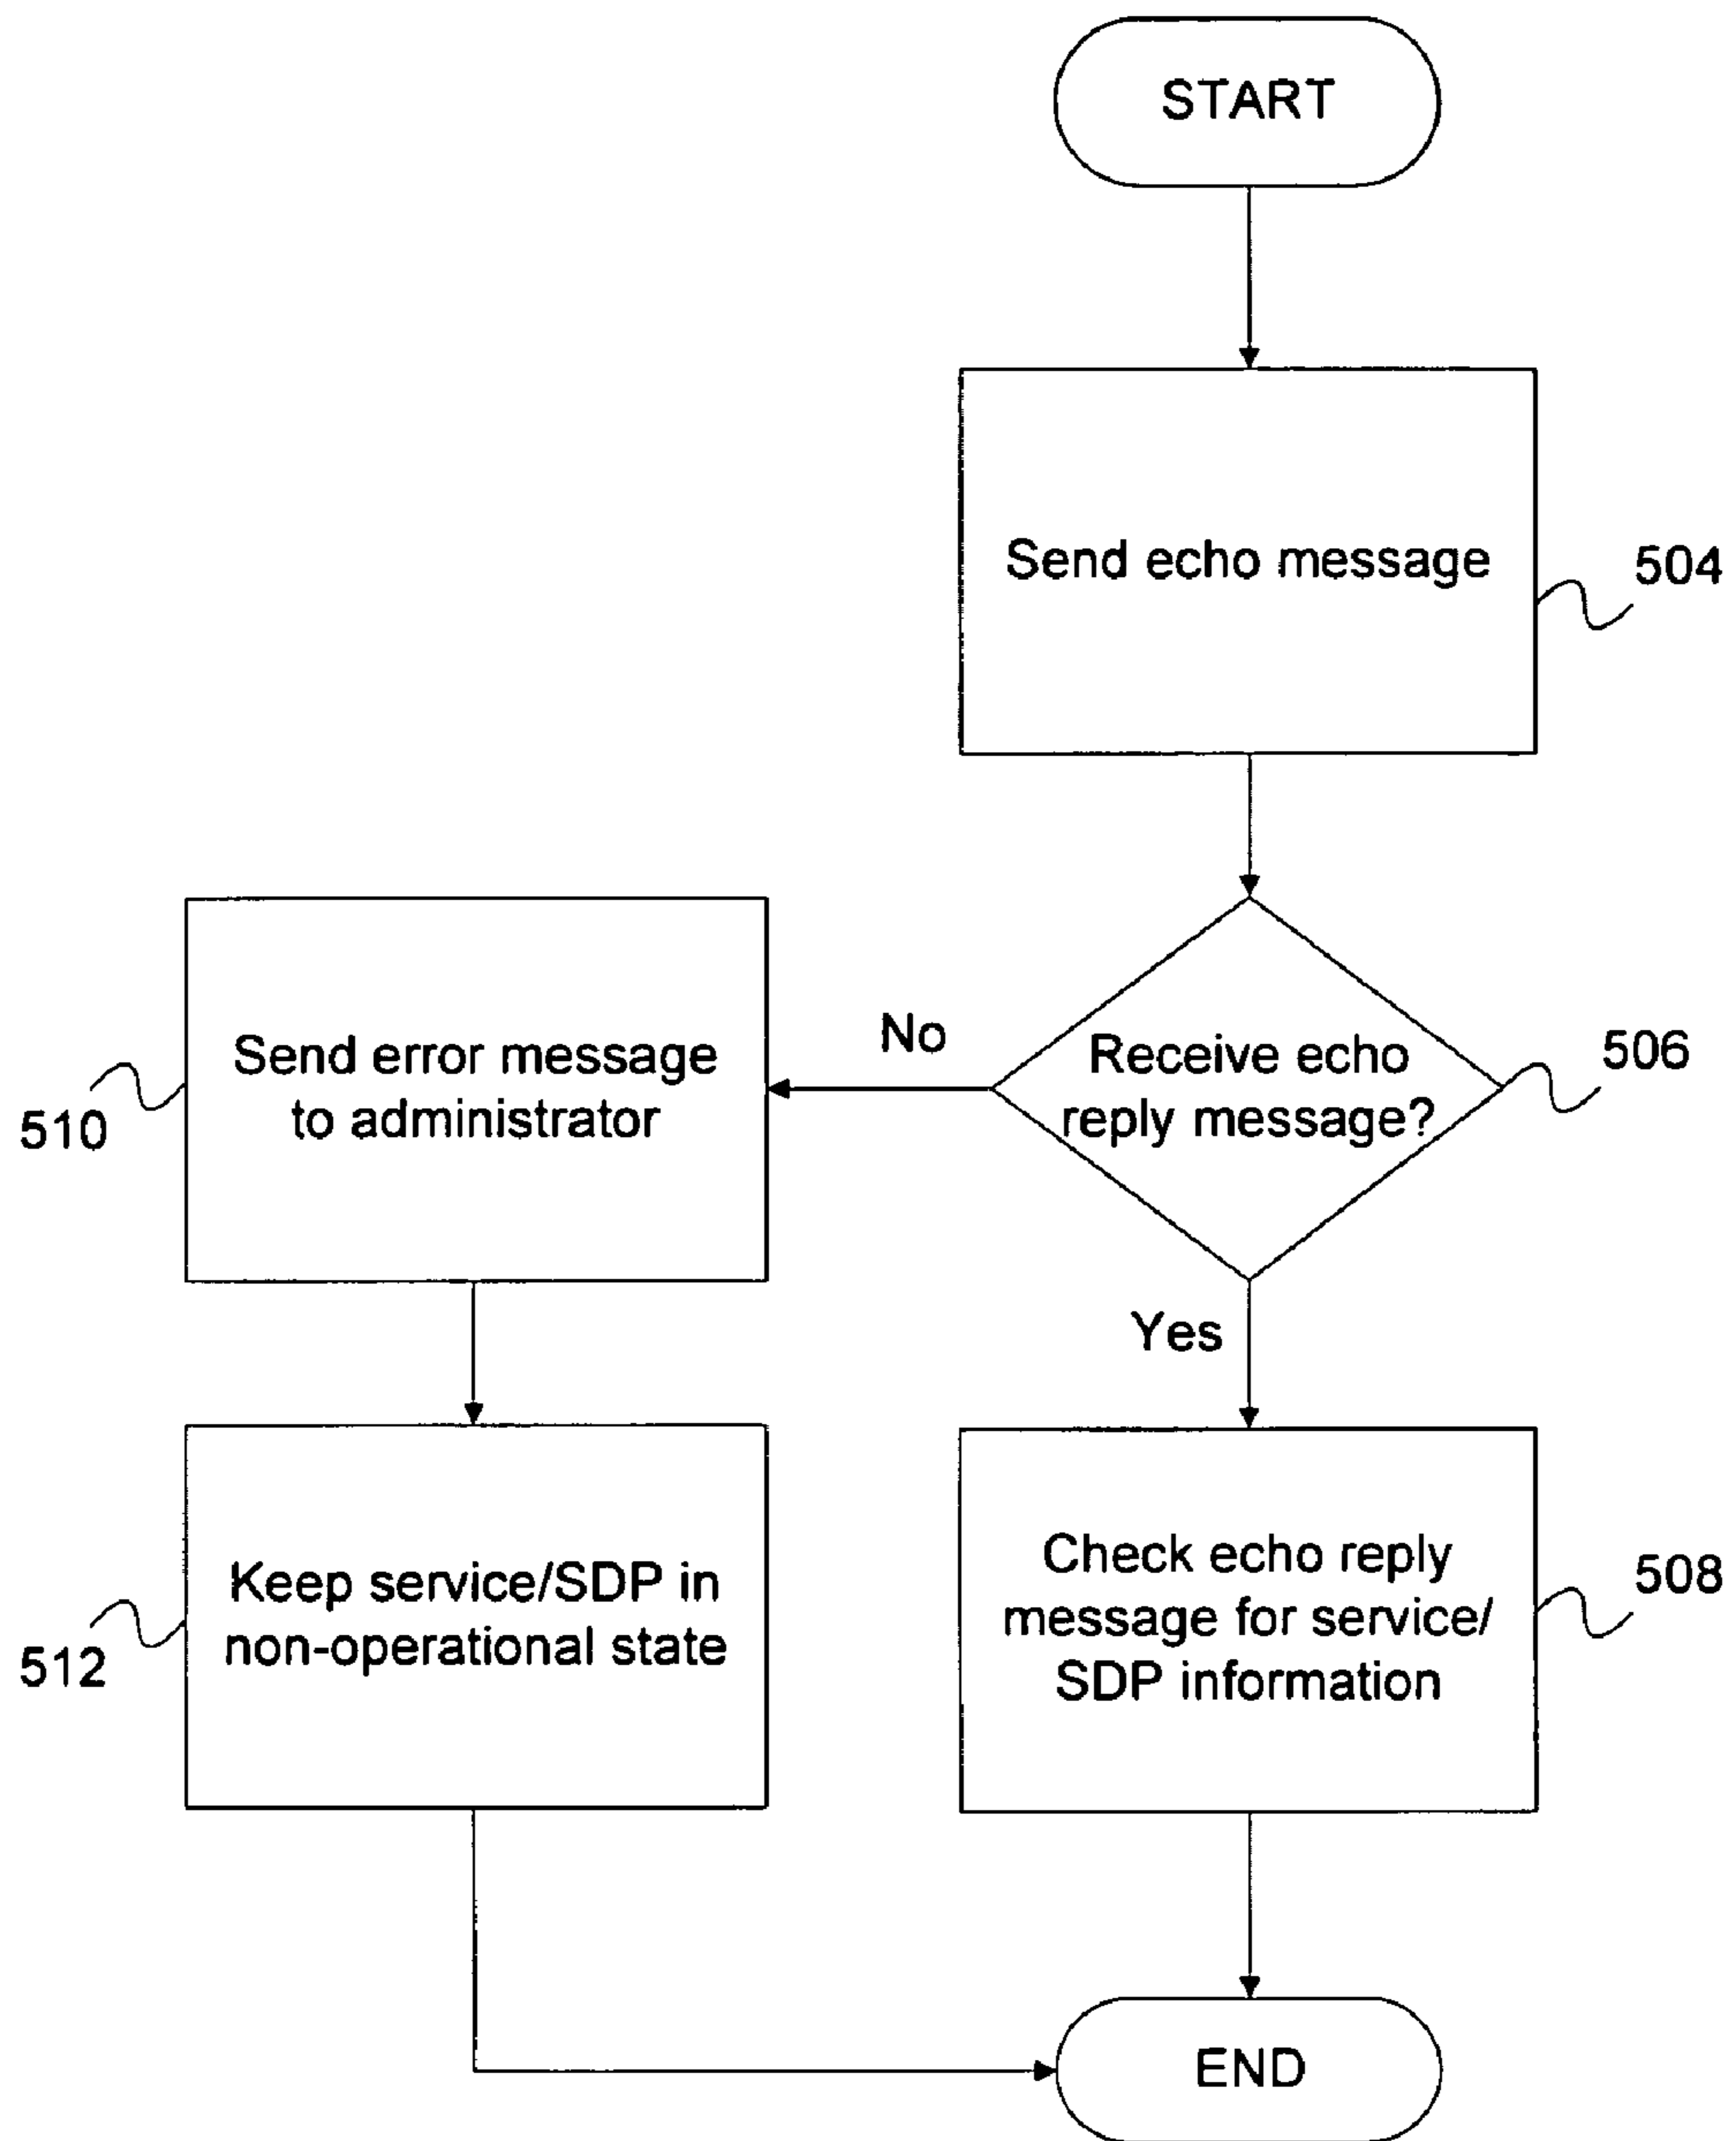 START
Send echo message
504
Receive echo
reply message?
506
No
Send error message
to administrator
510
Yes
Keep service/SDP in
non-operational state
512
Check echo reply
message for service/
SDP information
508
END